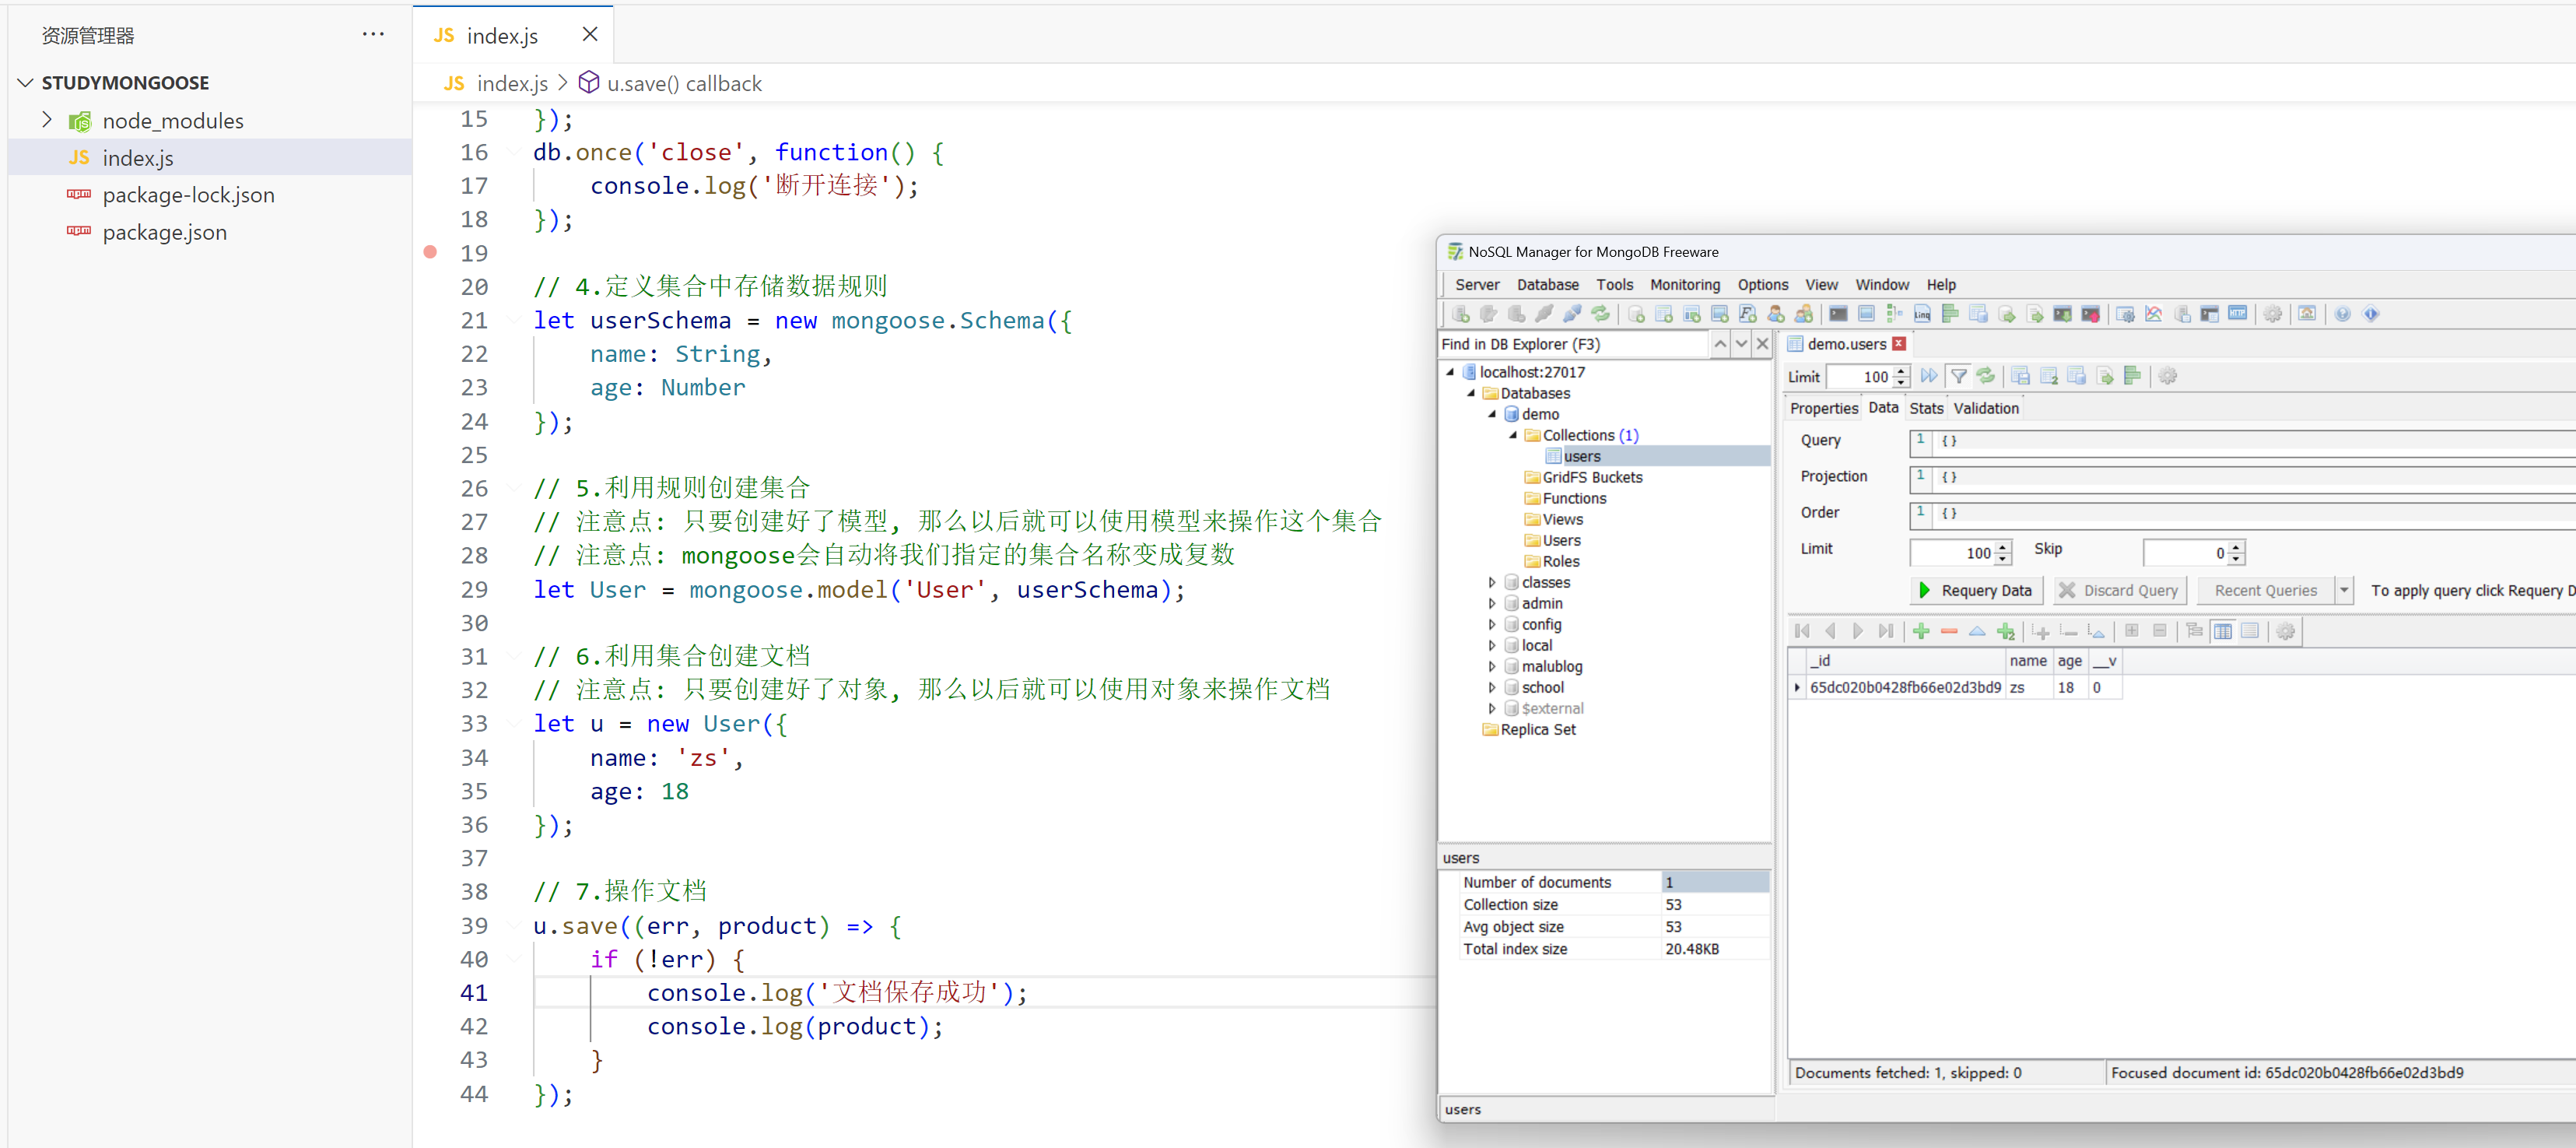 资源管理器
STUDYMONGOOSE
node_modules
JS index.js
package-lock.json
package.json
JS index.js
JS index.js > u.save() callback
15 });
16 db.once('close', function() {
17 console.log('断开连接');
18 });
19
20 // 4.定义集合中存储数据规则
21 let userSchema = new mongoose.Schema({
22 name: String,
23 age: Number
24 });
25
26 // 5.利用规则创建集合
27 // 注意点: 只要创建好了模型, 那么以后就可以使用模型来操作这个集合
28 // 注意点: mongoose会自动将我们指定的集合名称变成复数
29 let User = mongoose.model('User', userSchema);
30
31 // 6.利用集合创建文档
32 // 注意点: 只要创建好了对象, 那么以后就可以使用对象来操作文档
33 let u = new User({
34 name: 'zs',
35 age: 18
36 });
37
38 // 7.操作文档
39 u.save((err, product) => {
40 if (!err) {
41 console.log('文档保存成功');
42 console.log(product);
43 }
44 });
NoSQL Manager for MongoDB Freeware
Server Database Tools Monitoring Options View Window Help
Find in DB Explorer (F3)
localhost:27017
Databases
demo
Collections (1)
users
GridFS Buckets
Functions
Views
Users
Roles
classes
admin
config
local
malublog
school
$external
Replica Set
users
Number of documents 1
Collection size 53
Avg object size 53
Total index size 20.48KB
users
demo.users
Limit 100
Properties Data Stats Validation
Query 1 {}
Projection 1 {}
Order 1 {}
Limit 100 Skip 0
Requery Data Discard Query Recent Queries To apply query click Requery D
_id name age __v
65dc020b0428fb66e02d3bd9 zs 18 0
Documents fetched: 1, skipped: 0 Focused document id: 65dc020b0428fb66e02d3bd9